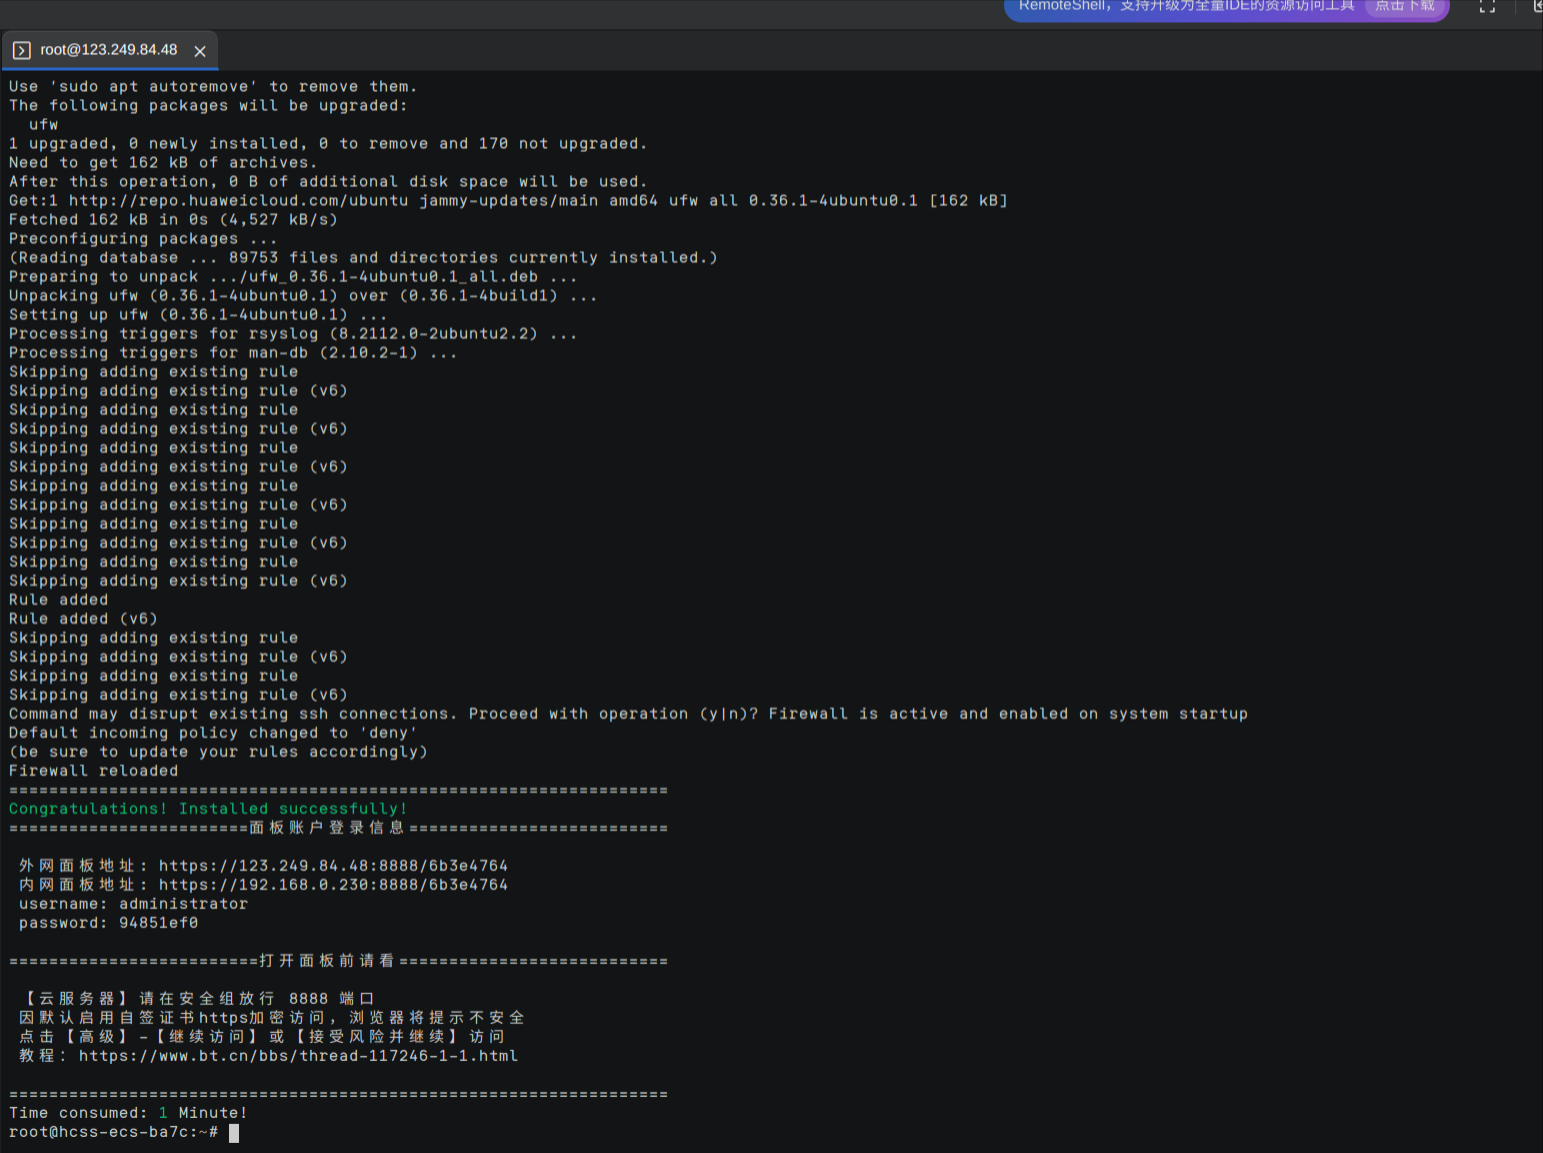 RemoteShell，支持升级为全量IDE的资源访问工具 点击下载
root@123.249.84.48
Use 'sudo apt autoremove' to remove them.
The following packages will be upgraded:
ufw
1 upgraded, 0 newly installed, 0 to remove and 170 not upgraded.
Need to get 162 kB of archives.
After this operation, 0 B of additional disk space will be used.
Get:1 http://repo.huaweicloud.com/ubuntu jammy-updates/main amd64 ufw all 0.36.1-4ubuntu0.1 [162 kB]
Fetched 162 kB in 0s (4,527 kB/s)
Preconfiguring packages ...
(Reading database ... 89753 files and directories currently installed.)
Preparing to unpack .../ufw_0.36.1-4ubuntu0.1_all.deb ...
Unpacking ufw (0.36.1-4ubuntu0.1) over (0.36.1-4build1) ...
Setting up ufw (0.36.1-4ubuntu0.1) ...
Processing triggers for rsyslog (8.2112.0-2ubuntu2.2) ...
Processing triggers for man-db (2.10.2-1) ...
Skipping adding existing rule
Skipping adding existing rule (v6)
Skipping adding existing rule
Skipping adding existing rule (v6)
Skipping adding existing rule
Skipping adding existing rule (v6)
Skipping adding existing rule
Skipping adding existing rule (v6)
Skipping adding existing rule
Skipping adding existing rule (v6)
Skipping adding existing rule
Skipping adding existing rule (v6)
Rule added
Rule added (v6)
Skipping adding existing rule
Skipping adding existing rule (v6)
Skipping adding existing rule
Skipping adding existing rule (v6)
Command may disrupt existing ssh connections. Proceed with operation (y|n)? Firewall is active and enabled on system startup
Default incoming policy changed to 'deny'
(be sure to update your rules accordingly)
Firewall reloaded
==================================================================
Congratulations! Installed successfully!
========================面板账户登录信息==========================
外网面板地址: https://123.249.84.48:8888/6b3e4764
内网面板地址: https://192.168.0.230:8888/6b3e4764
username: administrator
password: 94851ef0
=========================打开面板前请看===========================
【云服务器】请在安全组放行 8888 端口
因默认启用自签证书https加密访问，浏览器将提示不安全
点击【高级】-【继续访问】或【接受风险并继续】访问
教程：https://www.bt.cn/bbs/thread-117246-1-1.html
==================================================================
Time consumed: 1 Minute!
root@hcss-ecs-ba7c:~#